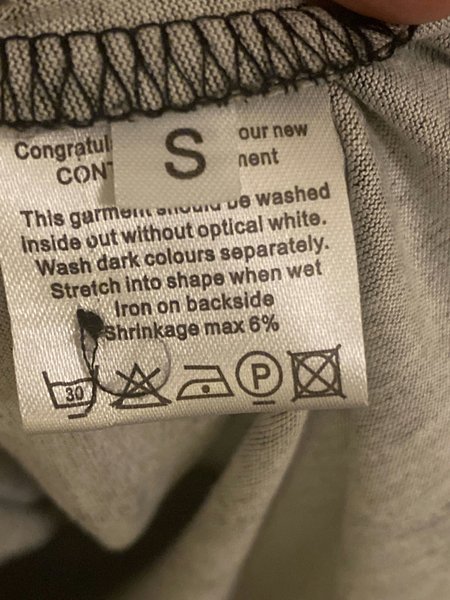 S
Congratul our new
CON nent
This garment should be washed
inside out without optical white.
Wash dark colours separately.
Stretch into shape when wet
Iron on backside
Shrinkage max 6%
30 P